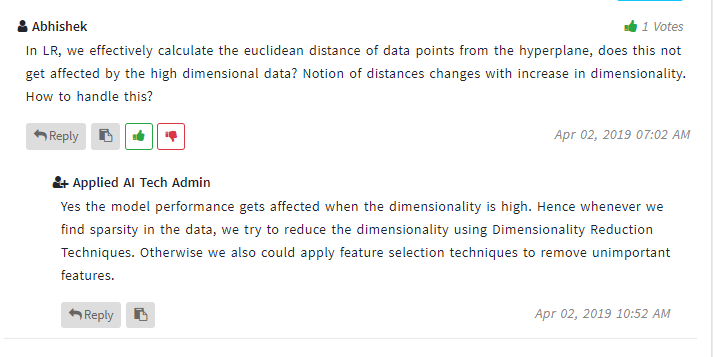 Abhishek
1 Votes
In LR, we effectively calculate the euclidean distance of data points from the hyperplane, does this not
get affected by the high dimensional data? Notion of distances changes with increase in dimensionality.
How to handle this?
Reply
Apr 02, 2019 07:02 AM
Applied AI Tech Admin
Yes the model performance gets affected when the dimensionality is high. Hence whenever we
find sparsity in the data, we try to reduce the dimensionality using Dimensionality Reduction
Techniques. Otherwise we also could apply feature selection techniques to remove unimportant
features.
Reply
Apr 02, 2019 10:52 AM